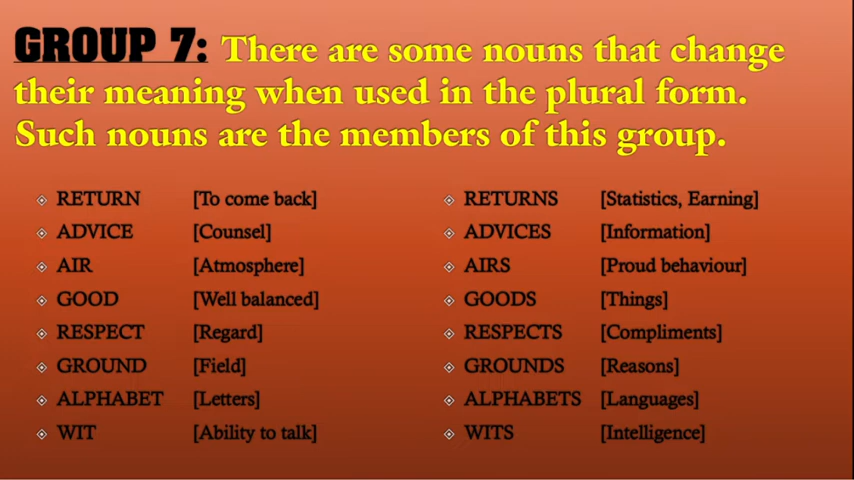 GROUP 7: There are some nouns that change
their meaning when used in the plural form.
Such nouns are the members of this group.
RETURN [To come back] RETURNS [Statistics, Earning]
ADVICE [Counsel] ADVICES [Information]
AIR [Atmosphere] AIRS [Proud behaviour]
GOOD [Well balanced] GOODS [Things]
RESPECT [Regard] RESPECTS [Compliments]
GROUND [Field] GROUNDS [Reasons]
ALPHABET [Letters] ALPHABETS [Languages]
WIT [Ability to talk] WITS [Intelligence]